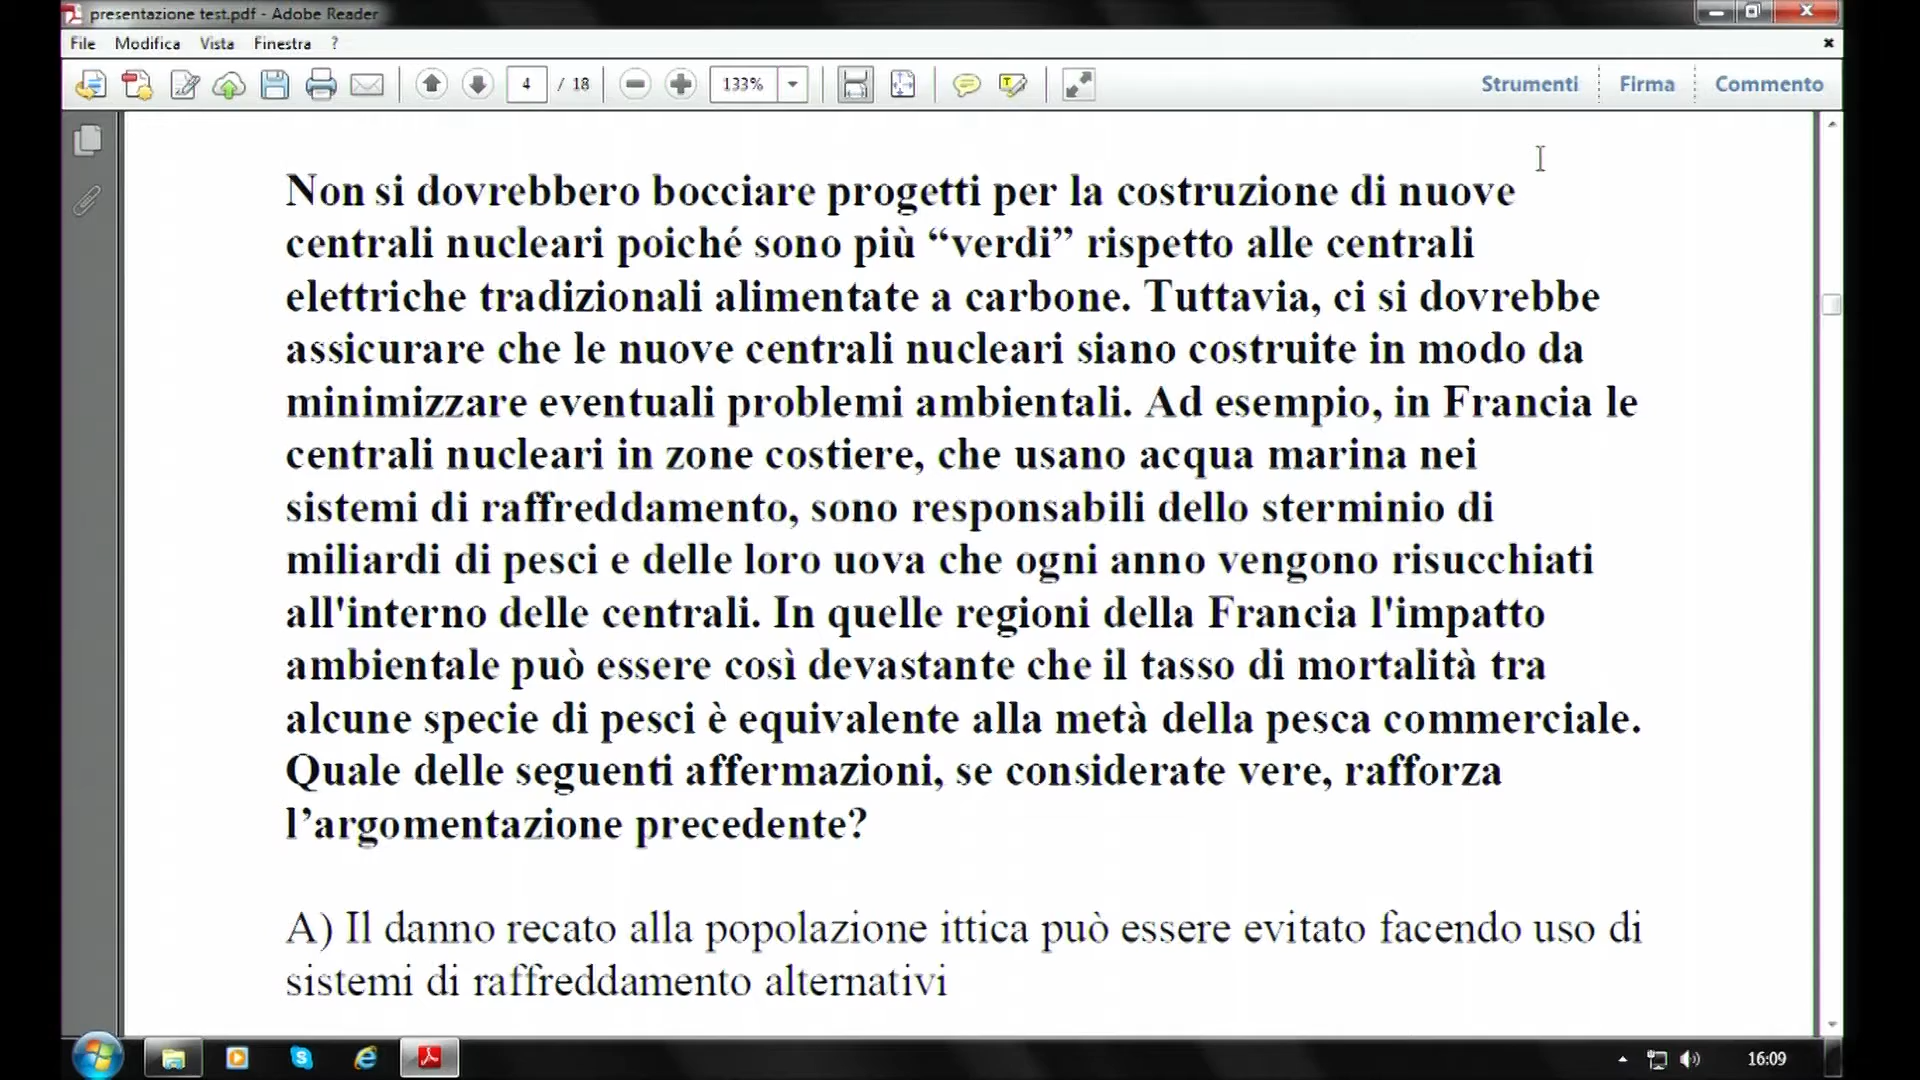 presentazione test.pdf - Adobe Reader
File Modifica Vista Finestra ?
4 / 18 133% Strumenti Firma Commento
Non si dovrebbero bocciare progetti per la costruzione di nuove
centrali nucleari poiché sono più “verdi” rispetto alle centrali
elettriche tradizionali alimentate a carbone. Tuttavia, ci si dovrebbe
assicurare che le nuove centrali nucleari siano costruite in modo da
minimizzare eventuali problemi ambientali. Ad esempio, in Francia le
centrali nucleari in zone costiere, che usano acqua marina nei
sistemi di raffreddamento, sono responsabili dello sterminio di
miliardi di pesci e delle loro uova che ogni anno vengono risucchiati
all'interno delle centrali. In quelle regioni della Francia l'impatto
ambientale può essere così devastante che il tasso di mortalità tra
alcune specie di pesci è equivalente alla metà della pesca commerciale.
Quale delle seguenti affermazioni, se considerate vere, rafforza
l’argomentazione precedente?
A) Il danno recato alla popolazione ittica può essere evitato facendo uso di
sistemi di raffreddamento alternativi
16:09